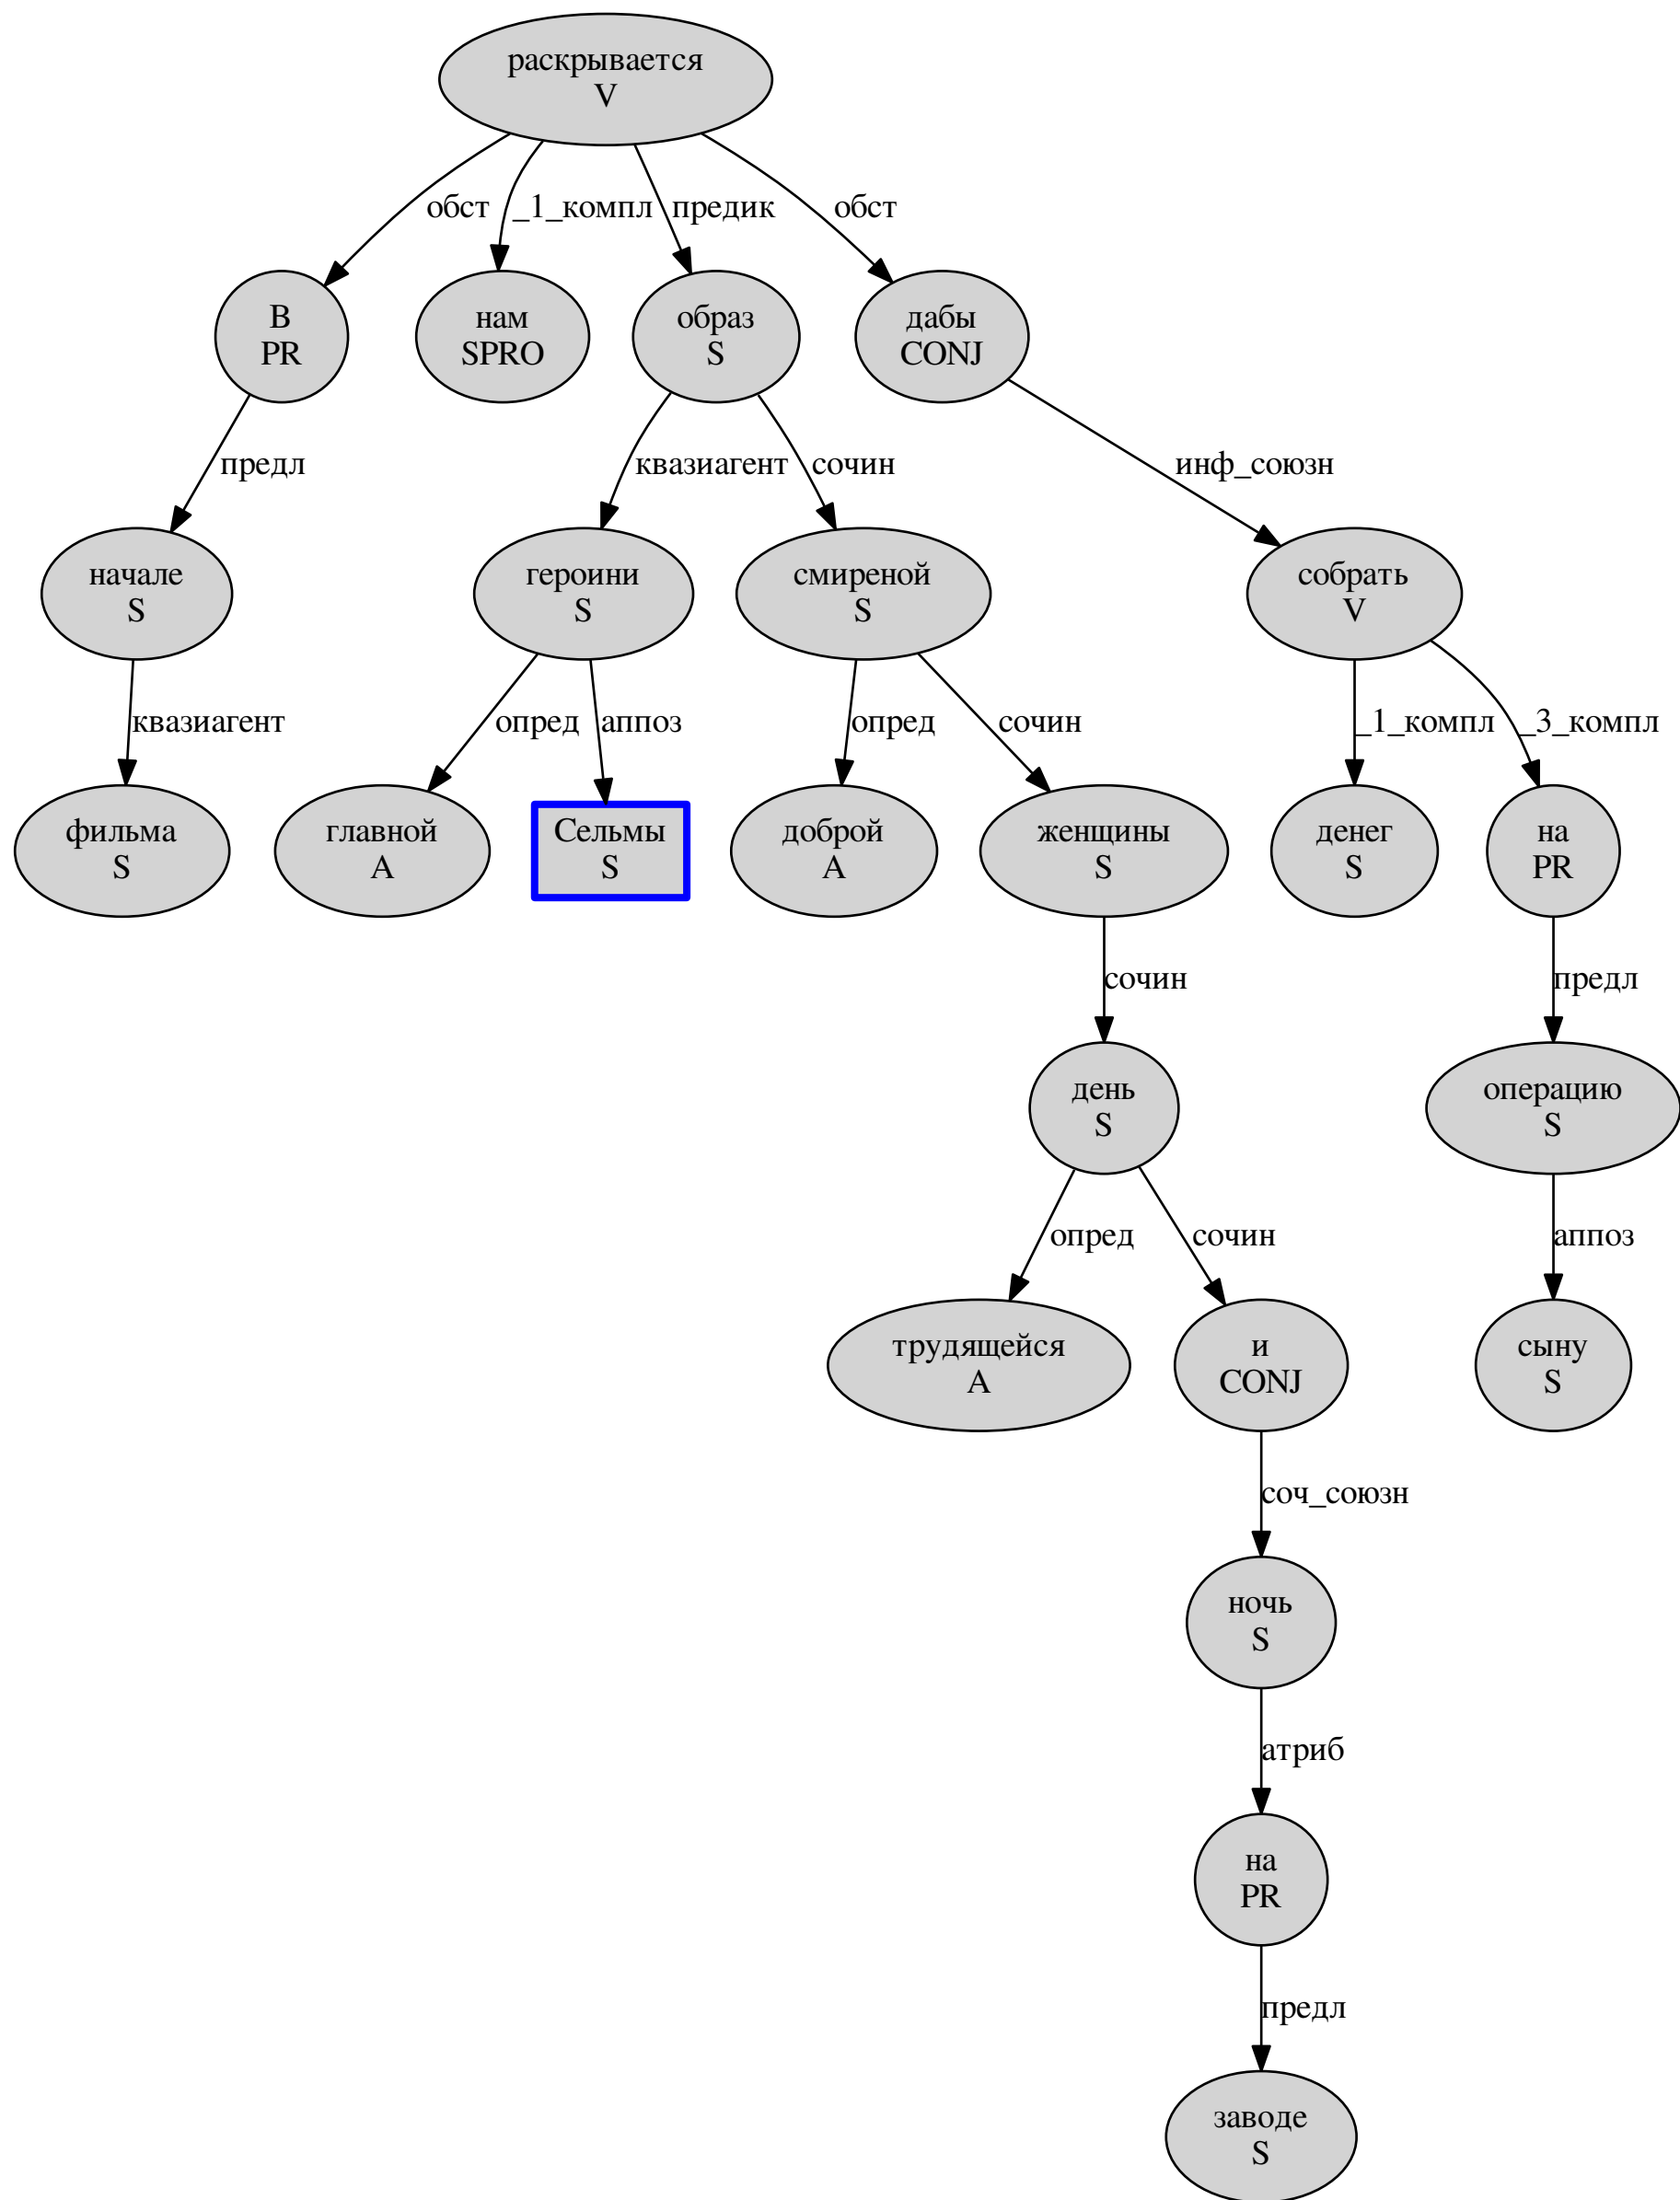 раскрывается
V
обст _1_компл предик обст
В
PR
нам
SPRO
образ
S
дабы
CONJ
предл квазиагент сочин инф_союзн
начале
S
героини
S
смиреной
S
собрать
V
квазиагент опред аппоз опред сочин _1_компл _3_компл
фильма
S
главной
A
Сельмы
S
доброй
A
женщины
S
денег
S
на
PR
сочин предл
день
S
операцию
S
опред сочин аппоз
трудящейся
A
и
CONJ
сыну
S
соч_союзн
ночь
S
атриб
на
PR
предл
заводе
S